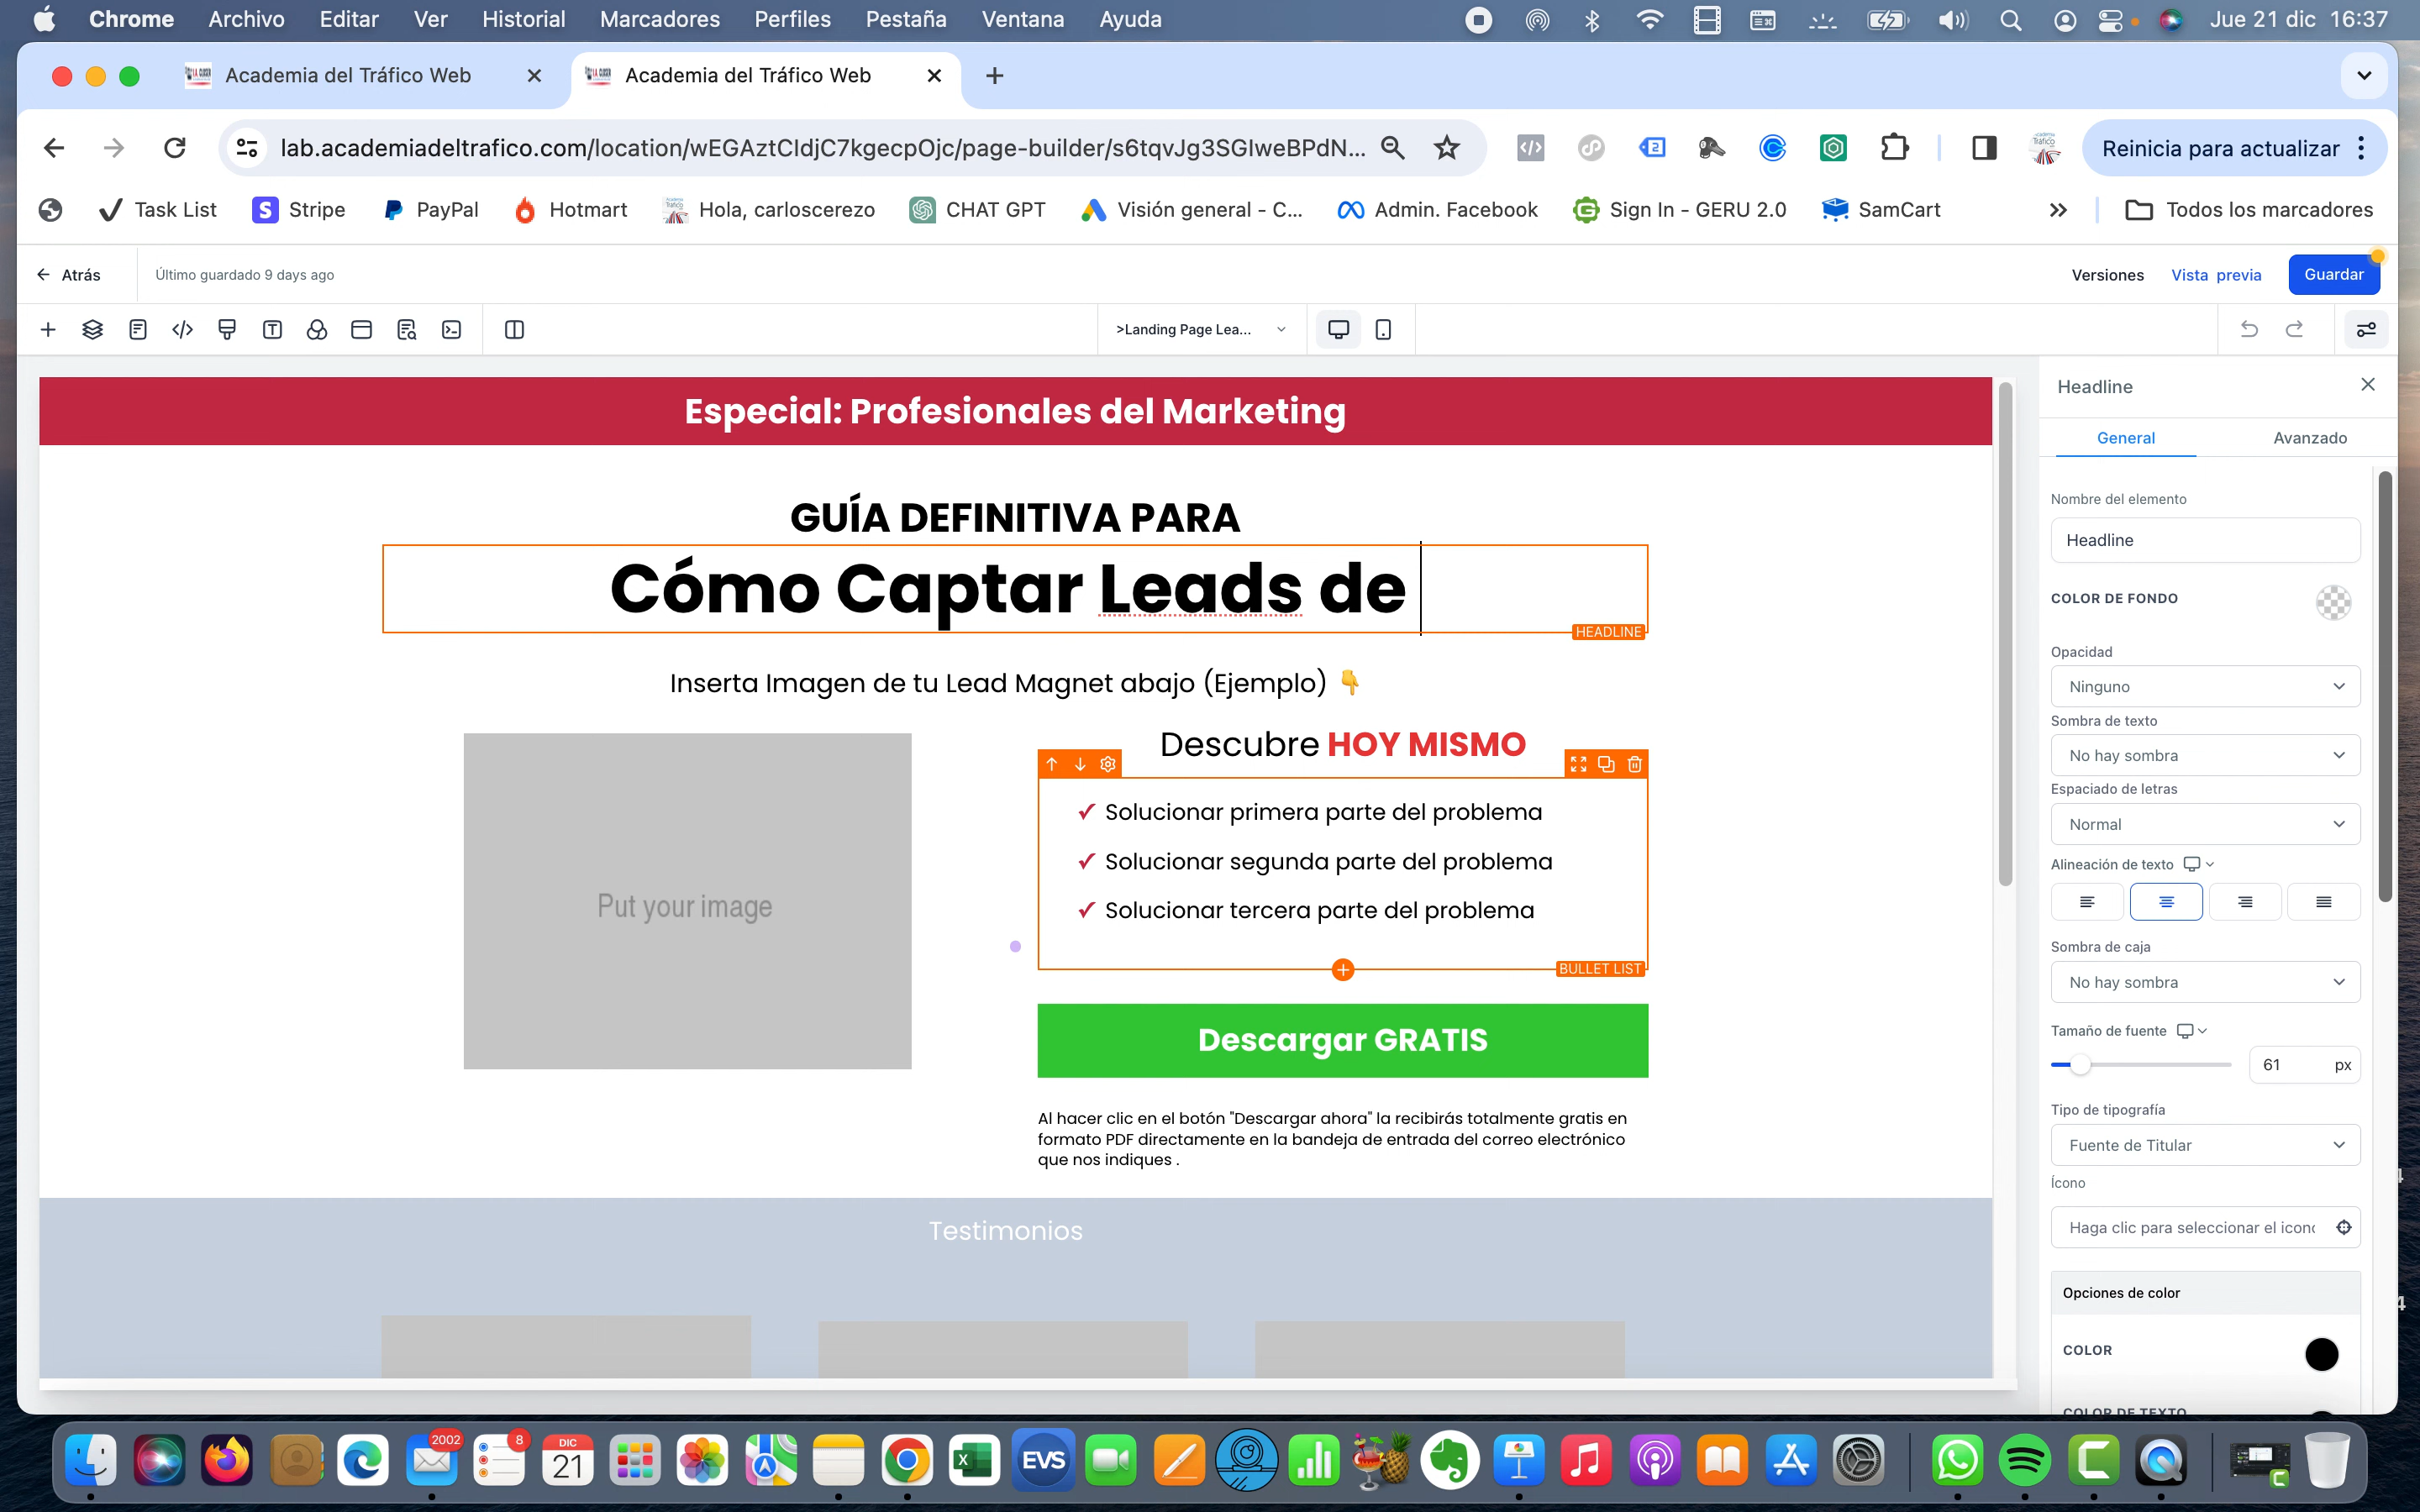 Chrome Archivo Editar Ver Historial Marcadores Perfiles Pestaña Ventana Ayuda Jue 21 dic 16:37
Academia del Tráfico Web Academia del Tráfico Web
lab.academiadeltrafico.com/location/wEGAztCldjC7kgecpOjc/page-builder/s6tqvJg3SGIweBPdN... Reinicia para actualizar
Task List Stripe PayPal Hotmart Hola, carloscerezo CHAT GPT Visión general - C... Admin. Facebook Sign In - GERU 2.0 SamCart Todos los marcadores
Atrás Último guardado 9 days ago Versiones Vista previa Guardar
>Landing Page Lea...
Especial: Profesionales del Marketing
GUÍA DEFINITIVA PARA
Cómo Captar Leads de
HEADLINE
Inserta Imagen de tu Lead Magnet abajo (Ejemplo) 👇
Put your image
Descubre HOY MISMO
✓ Solucionar primera parte del problema
✓ Solucionar segunda parte del problema
✓ Solucionar tercera parte del problema
BULLET LIST
Descargar GRATIS
Al hacer clic en el botón "Descargar ahora" la recibirás totalmente gratis en
formato PDF directamente en la bandeja de entrada del correo electrónico
que nos indiques .
Testimonios
Headline
General Avanzado
Nombre del elemento
Headline
COLOR DE FONDO
Opacidad
Ninguno
Sombra de texto
No hay sombra
Espaciado de letras
Normal
Alineación de texto
Sombra de caja
No hay sombra
Tamaño de fuente
61 px
Tipo de tipografía
Fuente de Titular
Ícono
Haga clic para seleccionar el icono
Opciones de color
COLOR
COLOR DE TEXTO
2002 8 DIC 21 EVS